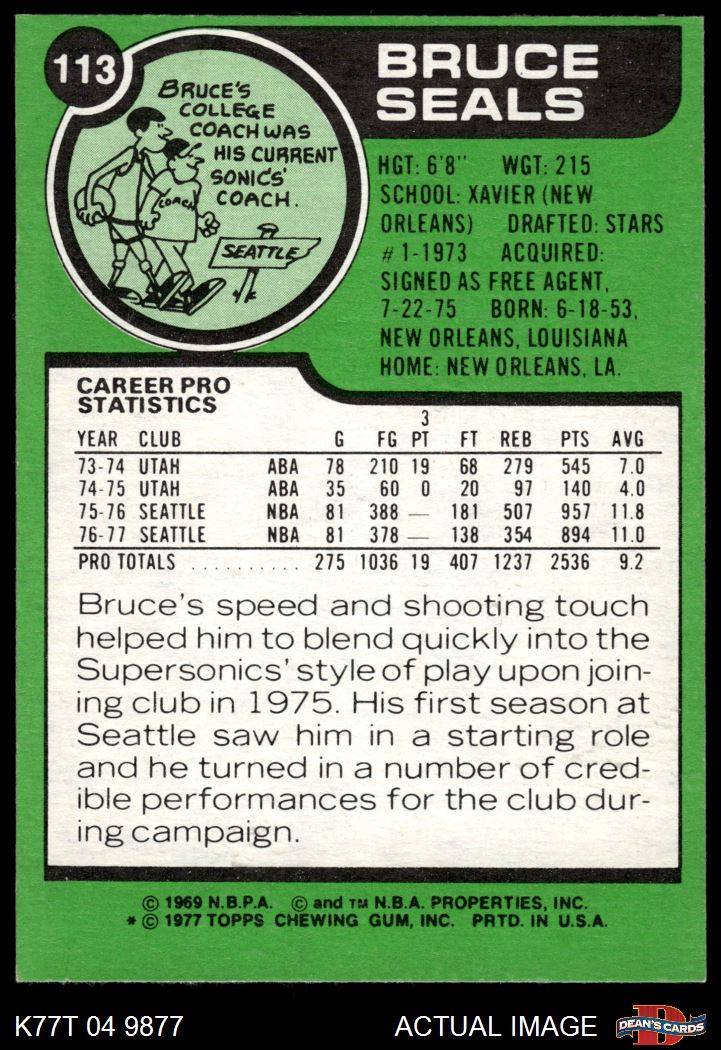 113
BRUCE
SEALS
BRUCE'S
COLLEGE
COACH WAS
HIS CURRENT
SONICS'
COACH.
COACH
SEATTLE
HGT: 6'8" WGT: 215
SCHOOL: XAVIER (NEW
ORLEANS) DRAFTED: STARS
#1-1973 ACQUIRED:
SIGNED AS FREE AGENT,
7-22-75 BORN: 6-18-53,
NEW ORLEANS, LOUISIANA
HOME: NEW ORLEANS, LA.
CAREER PRO
STATISTICS
3
YEAR CLUB G FG PT FT REB PTS AVG
73-74 UTAH ABA 78 210 19 68 279 545 7.0
74-75 UTAH ABA 35 60 0 20 97 140 4.0
75-76 SEATTLE NBA 81 388 — 181 507 957 11.8
76-77 SEATTLE NBA 81 378 — 138 354 894 11.0
PRO TOTALS .......... 275 1036 19 407 1237 2536 9.2
Bruce's speed and shooting touch
helped him to blend quickly into the
Supersonics' style of play upon join-
ing club in 1975. His first season at
Seattle saw him in a starting role
and he turned in a number of cred-
ible performances for the club dur-
ing campaign.
© 1969 N.B.P.A. © and TM N.B.A. PROPERTIES, INC.
* © 1977 TOPPS CHEWING GUM, INC. PRTD. IN U.S.A.
K77T 04 9877 ACTUAL IMAGE D DEAN'S CARDS